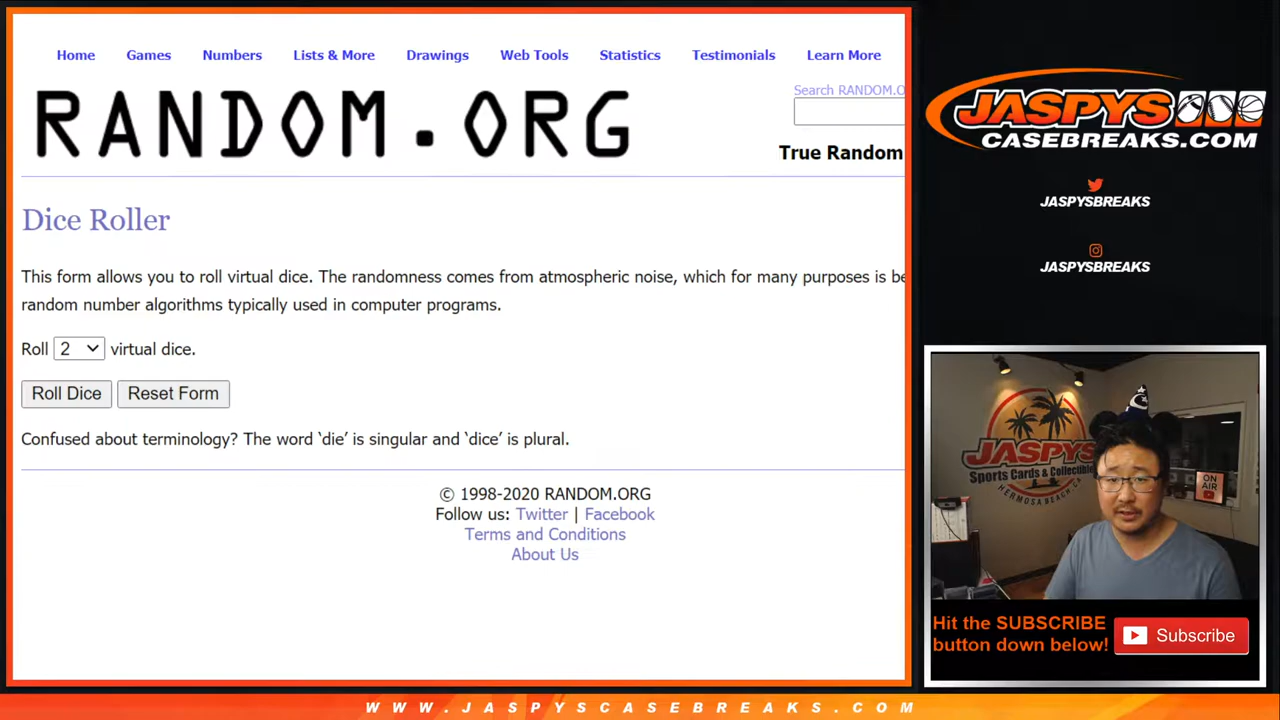 Home Games Numbers Lists & More Drawings Web Tools Statistics Testimonials Learn More
RANDOM.ORG
Search RANDOM.O
True Random
Dice Roller
This form allows you to roll virtual dice. The randomness comes from atmospheric noise, which for many purposes is be
random number algorithms typically used in computer programs.
Roll 2 virtual dice.
Roll Dice Reset Form
Confused about terminology? The word ‘die’ is singular and ‘dice’ is plural.
© 1998-2020 RANDOM.ORG
Follow us: Twitter | Facebook
Terms and Conditions
About Us
JASPYS
CASEBREAKS.COM
JASPYSBREAKS
JASPYSBREAKS
JASPYS
Sports Cards & Collectibles
HERMOSA BEACH, CA
ON AIR
Hit the SUBSCRIBE
button down below!
Subscribe
WWW.JASPYSCASEBREAKS.COM